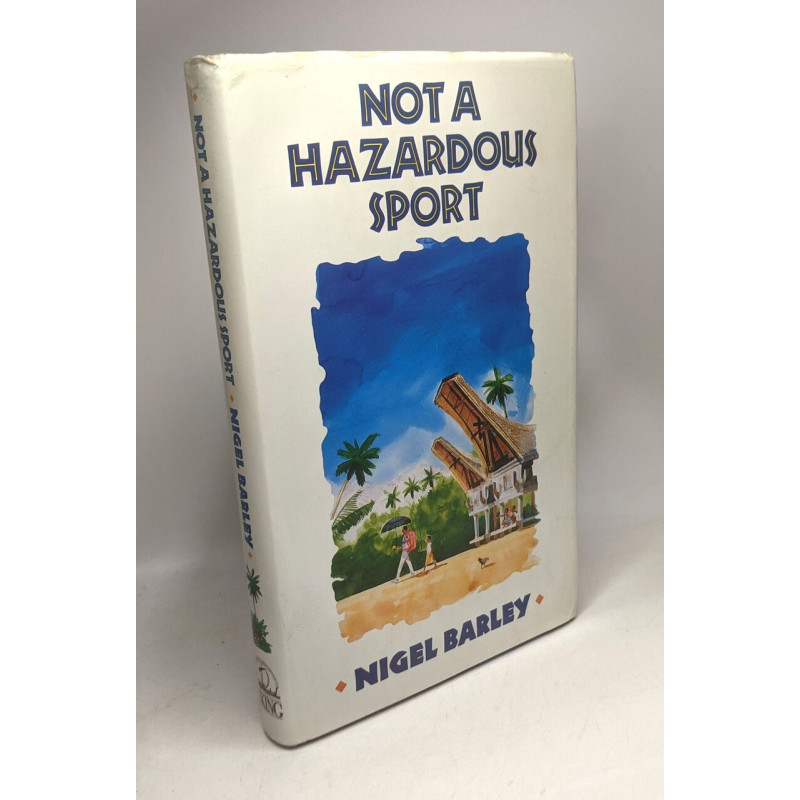 NOT A
HAZARDOUS
SPORT
NIGEL BARLEY
NOT A HAZARDOUS SPORT · NIGEL BARLEY